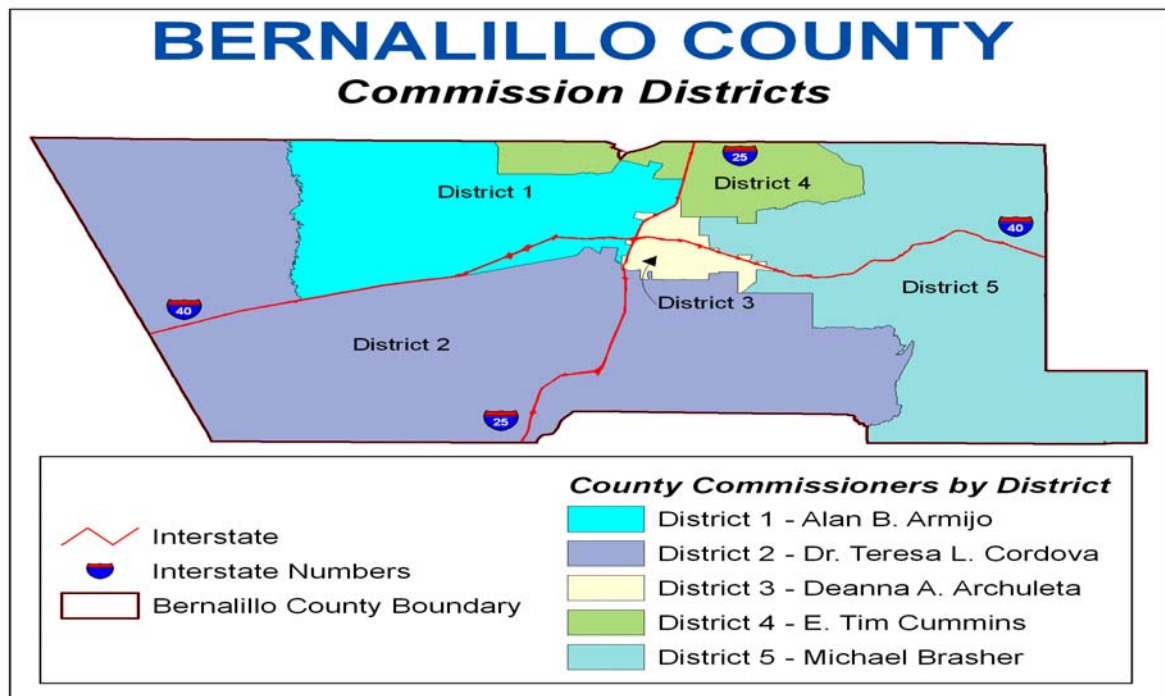 BERNALILLO COUNTY
Commission Districts
25
District 4
District 1
40
District 5
District 3
40
District 2
25
Interstate
Interstate Numbers
Bernalillo County Boundary
County Commissioners by District
District 1 - Alan B. Armijo
District 2 - Dr. Teresa L. Cordova
District 3 - Deanna A. Archuleta
District 4 - E. Tim Cummins
District 5 - Michael Brasher